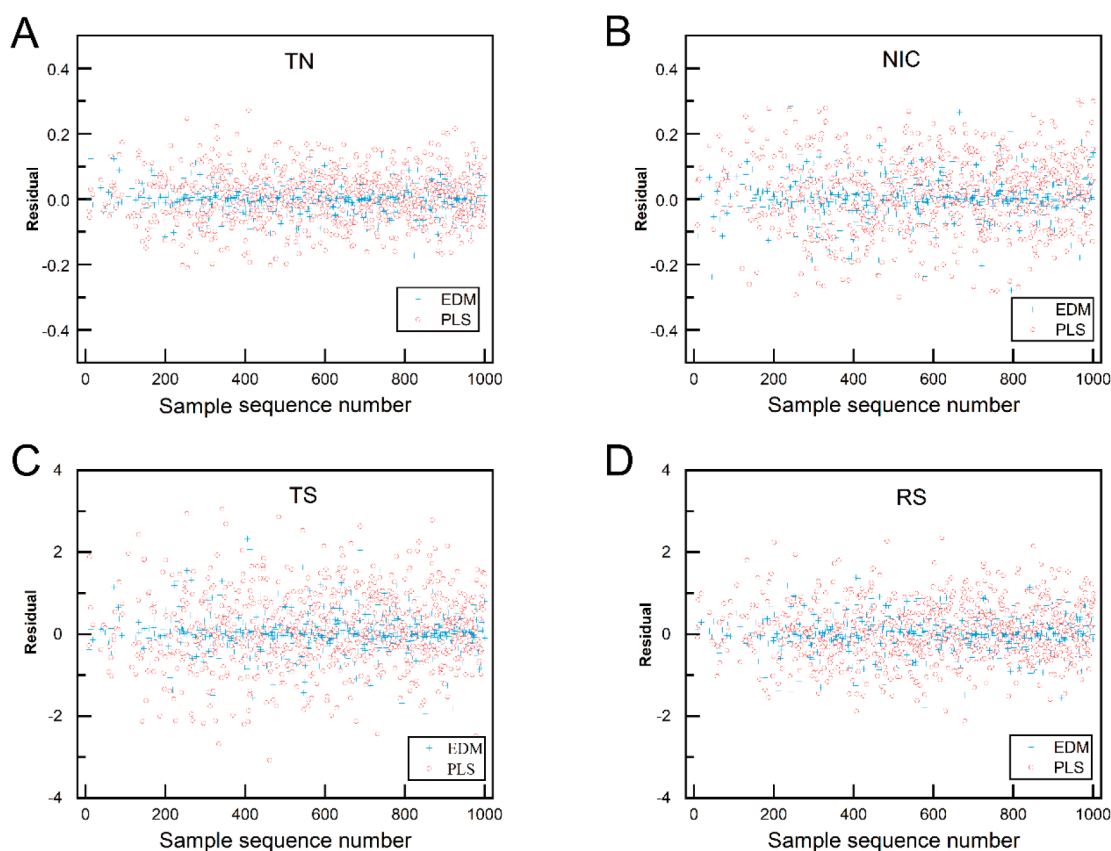 A
TN
Residual
0.4
0.2
0.0
-0.2
-0.4
EDM
PLS
0 200 400 600 800 1000
Sample sequence number
B
NIC
Residual
0.4
0.2
0.0
-0.2
-0.4
EDM
PLS
0 200 400 600 800 1000
Sample sequence number
C
TS
Residual
4
2
0
-2
-4
EDM
PLS
0 200 400 600 800 1000
Sample sequence number
D
RS
Residual
4
2
0
-2
-4
EDM
PLS
0 200 400 600 800 1000
Sample sequence number